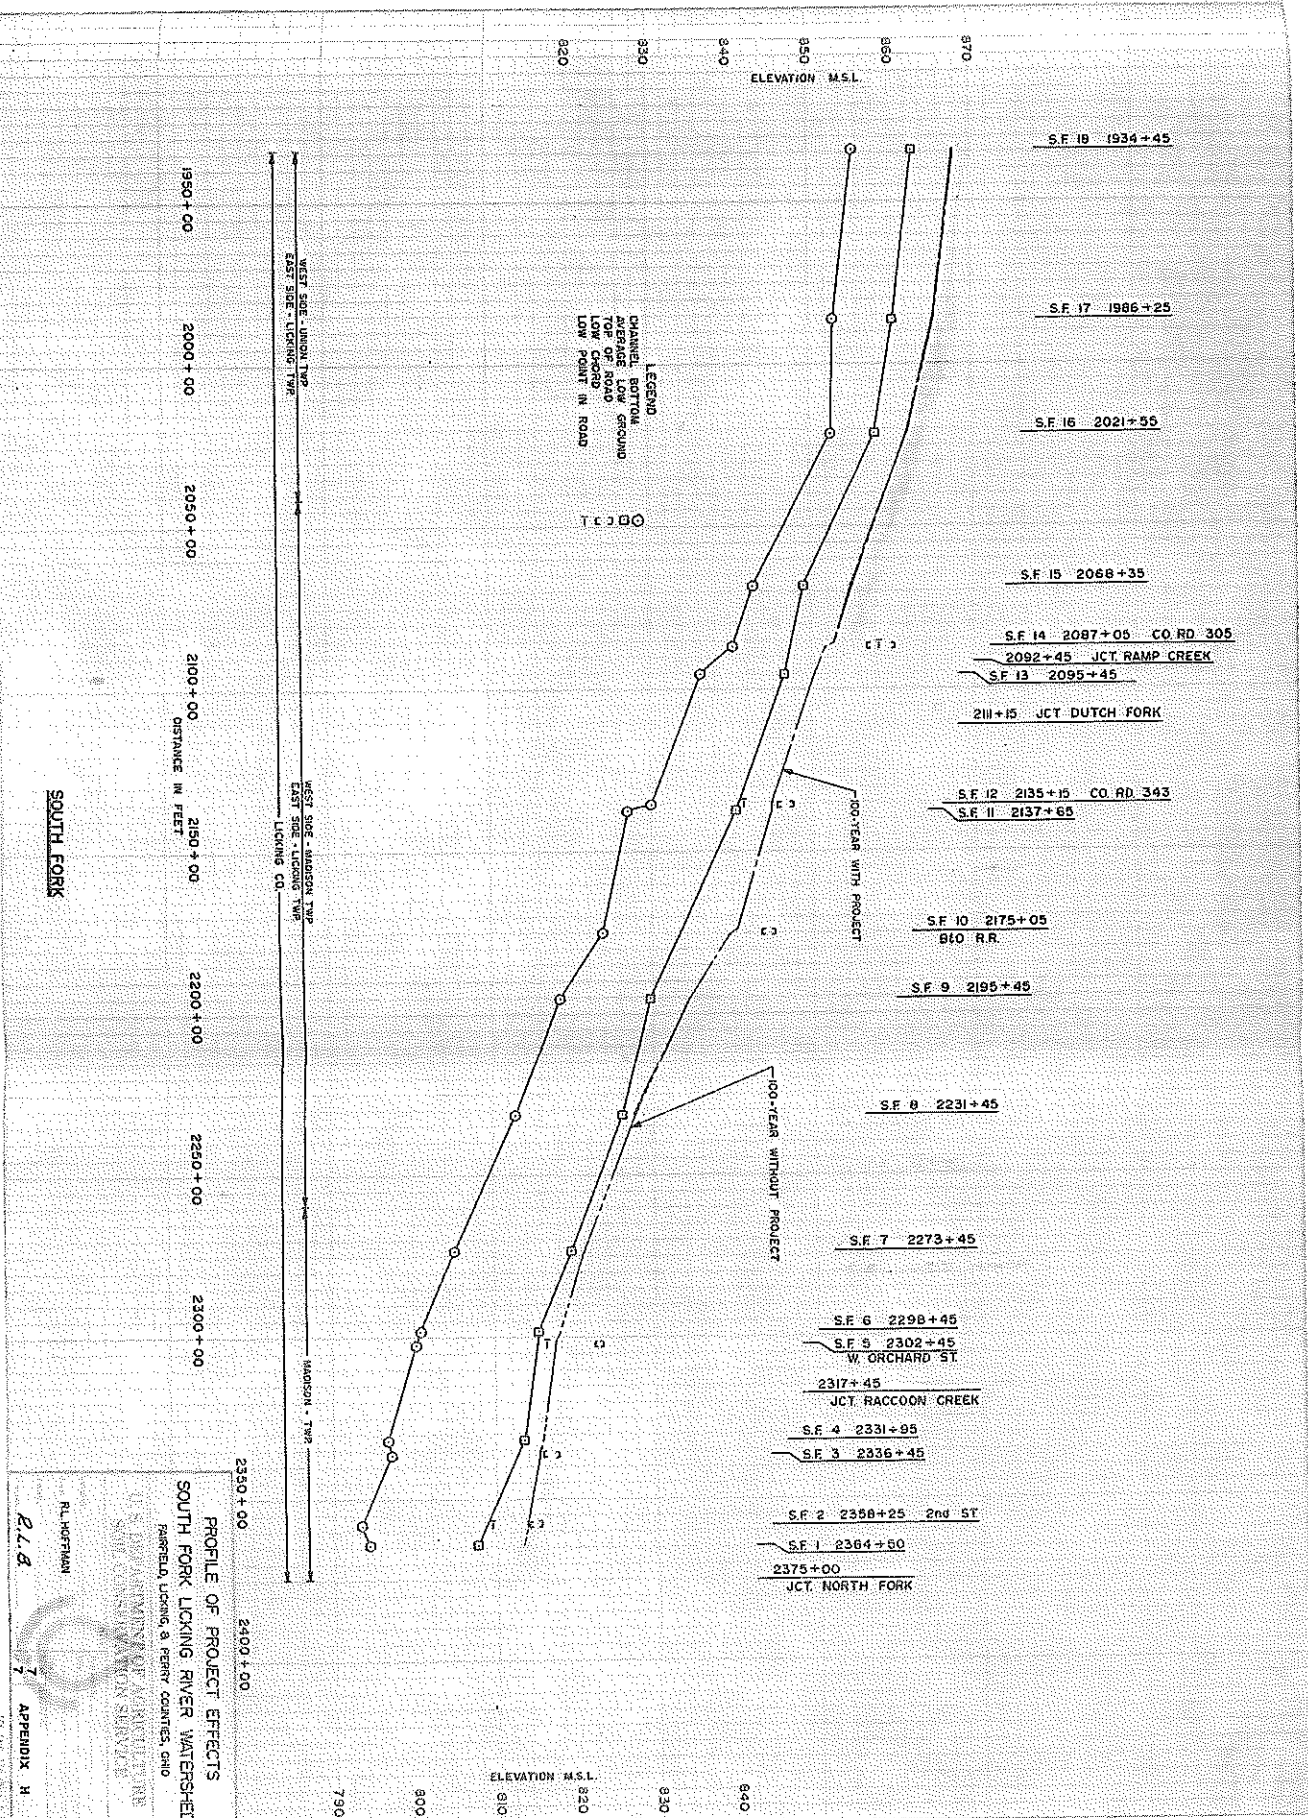 820
830
840
850
860
870
ELEVATION M.S.L.
S.F. 18 1934+45
S.F. 17 1986+25
S.F. 16 2021+55
S.F. 15 2068+35
S.F. 14 2087+05 CO. RD. 305
2092+45 JCT. RAMP CREEK
S.F. 13 2095+45
2111+15 JCT DUTCH FORK
S.F. 12 2135+15 CO. RD. 343
S.F. 11 2137+65
S.F. 10 2175+05
B&O R.R.
S.F. 9 2195+45
S.F. 8 2231+45
S.F. 7 2273+45
S.F. 6 2298+45
S.F. 5 2302+45
W. ORCHARD ST.
2317+45
JCT. RACCOON CREEK
S.F. 4 2331+95
S.F. 3 2336+45
S.F. 2 2358+25 2nd ST
S.F. 1 2364+50
2375+00
JCT. NORTH FORK
100-YEAR WITH PROJECT
100-YEAR WITHOUT PROJECT
LEGEND
CHANNEL BOTTOM
AVERAGE LOW GROUND
TOP OF ROAD
LOW CHORD
LOW POINT IN ROAD
WEST SIDE - UNION TWP
EAST SIDE - LICKING TWP.
WEST SIDE - MADISON TWP
EAST SIDE - LICKING TWP.
MADISON - TWP.
LICKING CO.
1950+00
2000+00
2050+00
2100+00
2150+00
2200+00
2250+00
2300+00
2350+00
2400+00
DISTANCE IN FEET
SOUTH FORK
790
800
810
820
830
840
ELEVATION M.S.L.
PROFILE OF PROJECT EFFECTS
SOUTH FORK LICKING RIVER WATERSHED
FAIRFIELD, LICKING, & PERRY COUNTIES, OHIO
U.S. DEPARTMENT OF AGRICULTURE
SOIL CONSERVATION SERVICE
R.L. HOFFMAN
R.L.B.
7
7
APPENDIX H